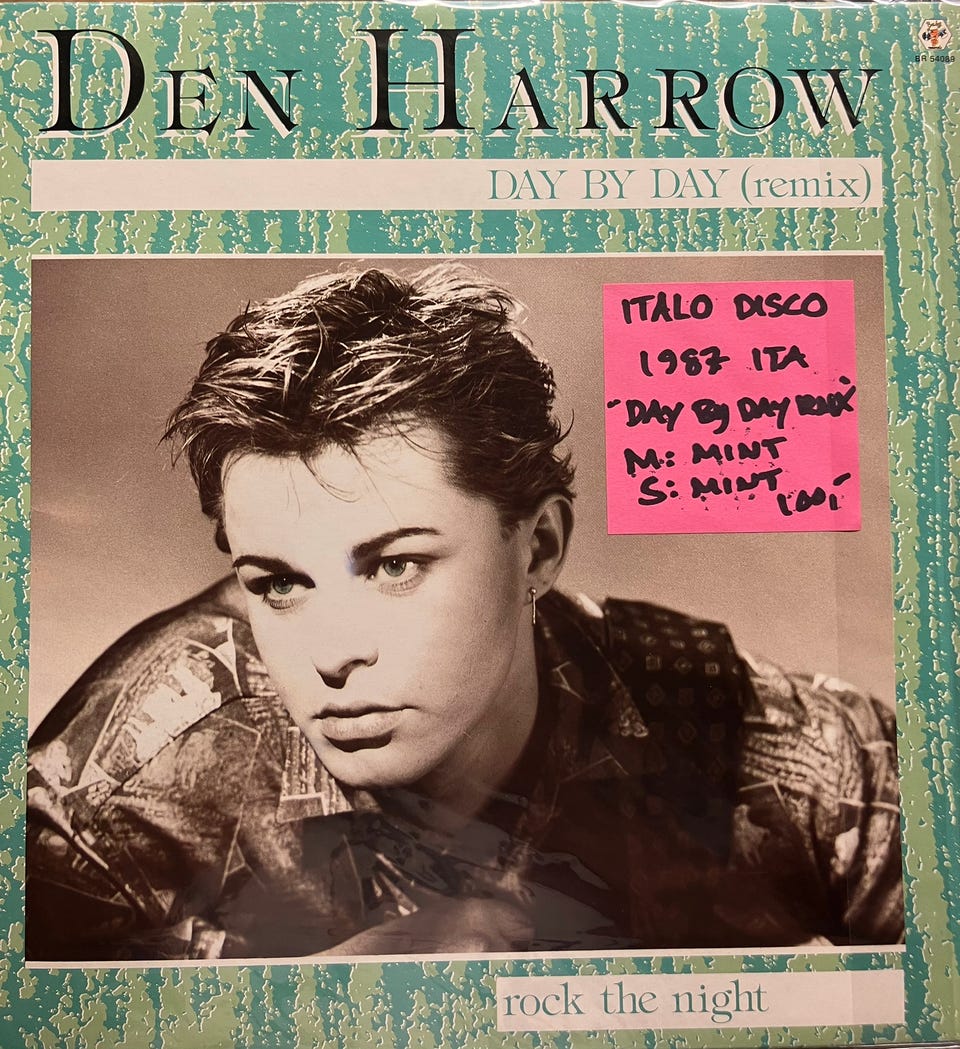 DEN HARROW
BR 54089
DAY BY DAY (remix)
ITALO DISCO
1987 ITA
"DAY By DAY RMX"
M: MINT
S: MINT
rock the night